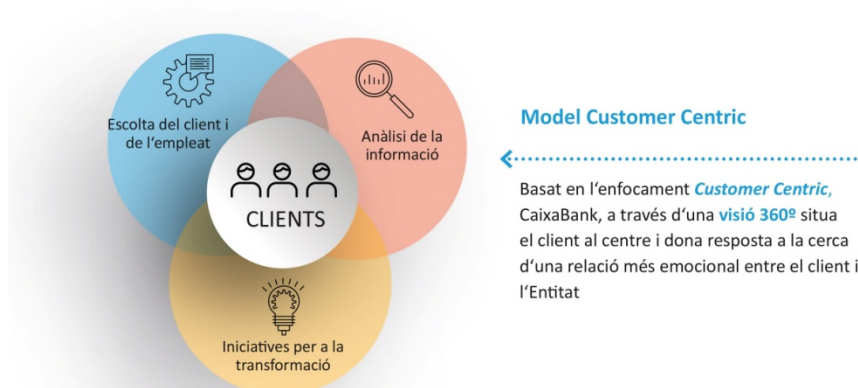 Escolta del client i
de l'empleat
Anàlisi de la
informació
CLIENTS
Iniciatives per a la
transformació
Model Customer Centric
Basat en l'enfocament Customer Centric,
CaixaBank, a través d'una visió 360º situa
el client al centre i dona resposta a la cerca
d'una relació més emocional entre el client i
l'Entitat